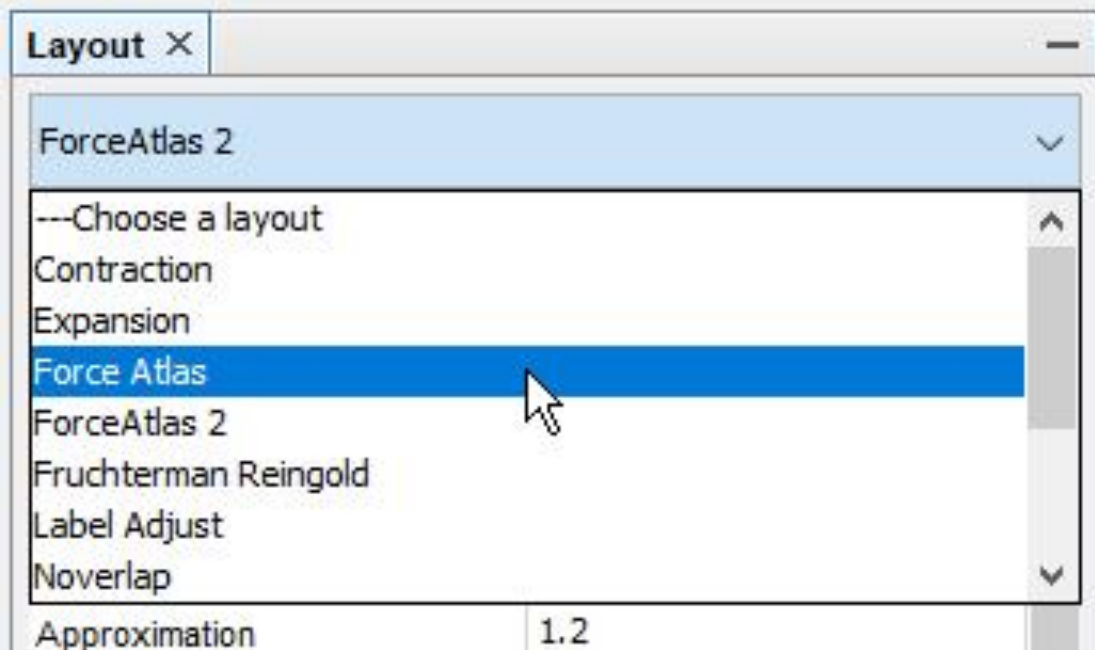 Layout
ForceAtlas 2
---Choose a layout
Contraction
Expansion
Force Atlas
ForceAtlas 2
Fruchterman Reingold
Label Adjust
Noverlap
Approximation 1.2